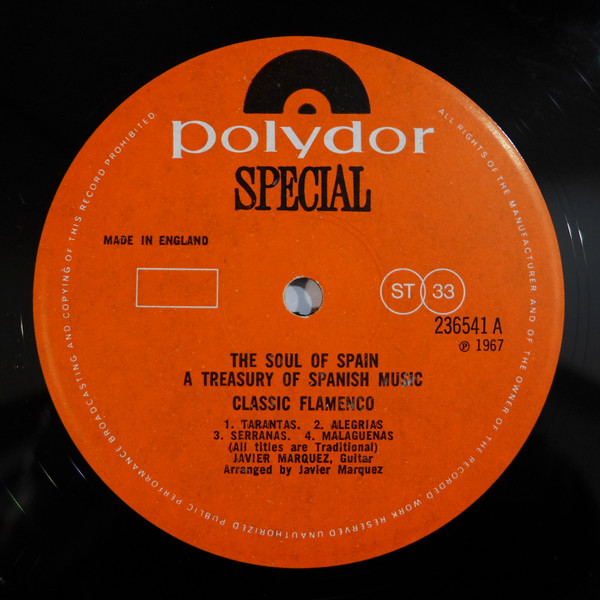 polydor
SPECIAL
MADE IN ENGLAND
ST 33
236541 A
℗ 1967
THE SOUL OF SPAIN
A TREASURY OF SPANISH MUSIC
CLASSIC FLAMENCO
1. TARANTAS. 2. ALEGRIAS
3. SERRANAS. 4. MALAGUENAS
(All titles are Traditional)
JAVIER MARQUEZ, Guitar
Arranged by Javier Marquez
ALL RIGHTS OF THE MANUFACTURER AND OF THE OWNER OF THE RECORDED WORK RESERVED UNAUTHORIZED PUBLIC PERFORMANCE BROADCASTING AND COPYING OF THIS RECORD PROHIBITED.